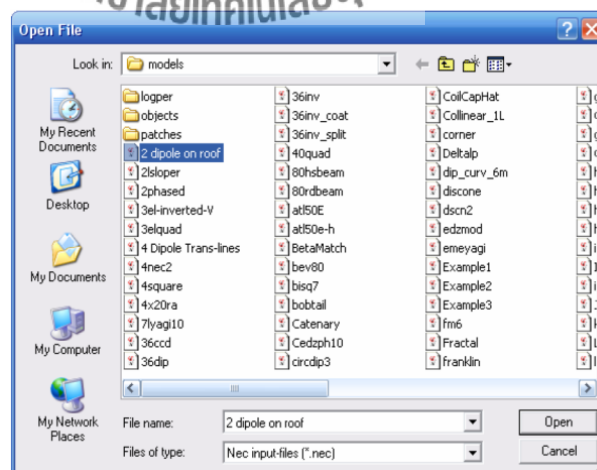 Open File
Look in:
models
My Recent
Documents
Desktop
My Documents
My Computer
My Network
Places
logper
objects
patches
2 dipole on roof
2lsloper
2phased
3el-inverted-V
3elquad
4 Dipole Trans-lines
4nec2
4square
4x20ra
7lyagi10
36ccd
36dip
36inv
36inv_coat
36inv_split
40quad
80hsbeam
80rdbeam
atl50E
atl50e-h
BetaMatch
bev80
bisq7
bobtail
Catenary
Cedzph10
circdip3
CoilCapHat
Collinear_1L
corner
Deltalp
dip_curv_6m
discone
dscn2
edzmod
emeyagi
Example1
Example2
Example3
fm6
Fractal
franklin
File name:
2 dipole on roof
Open
Files of type:
Nec input-files (*.nec)
Cancel